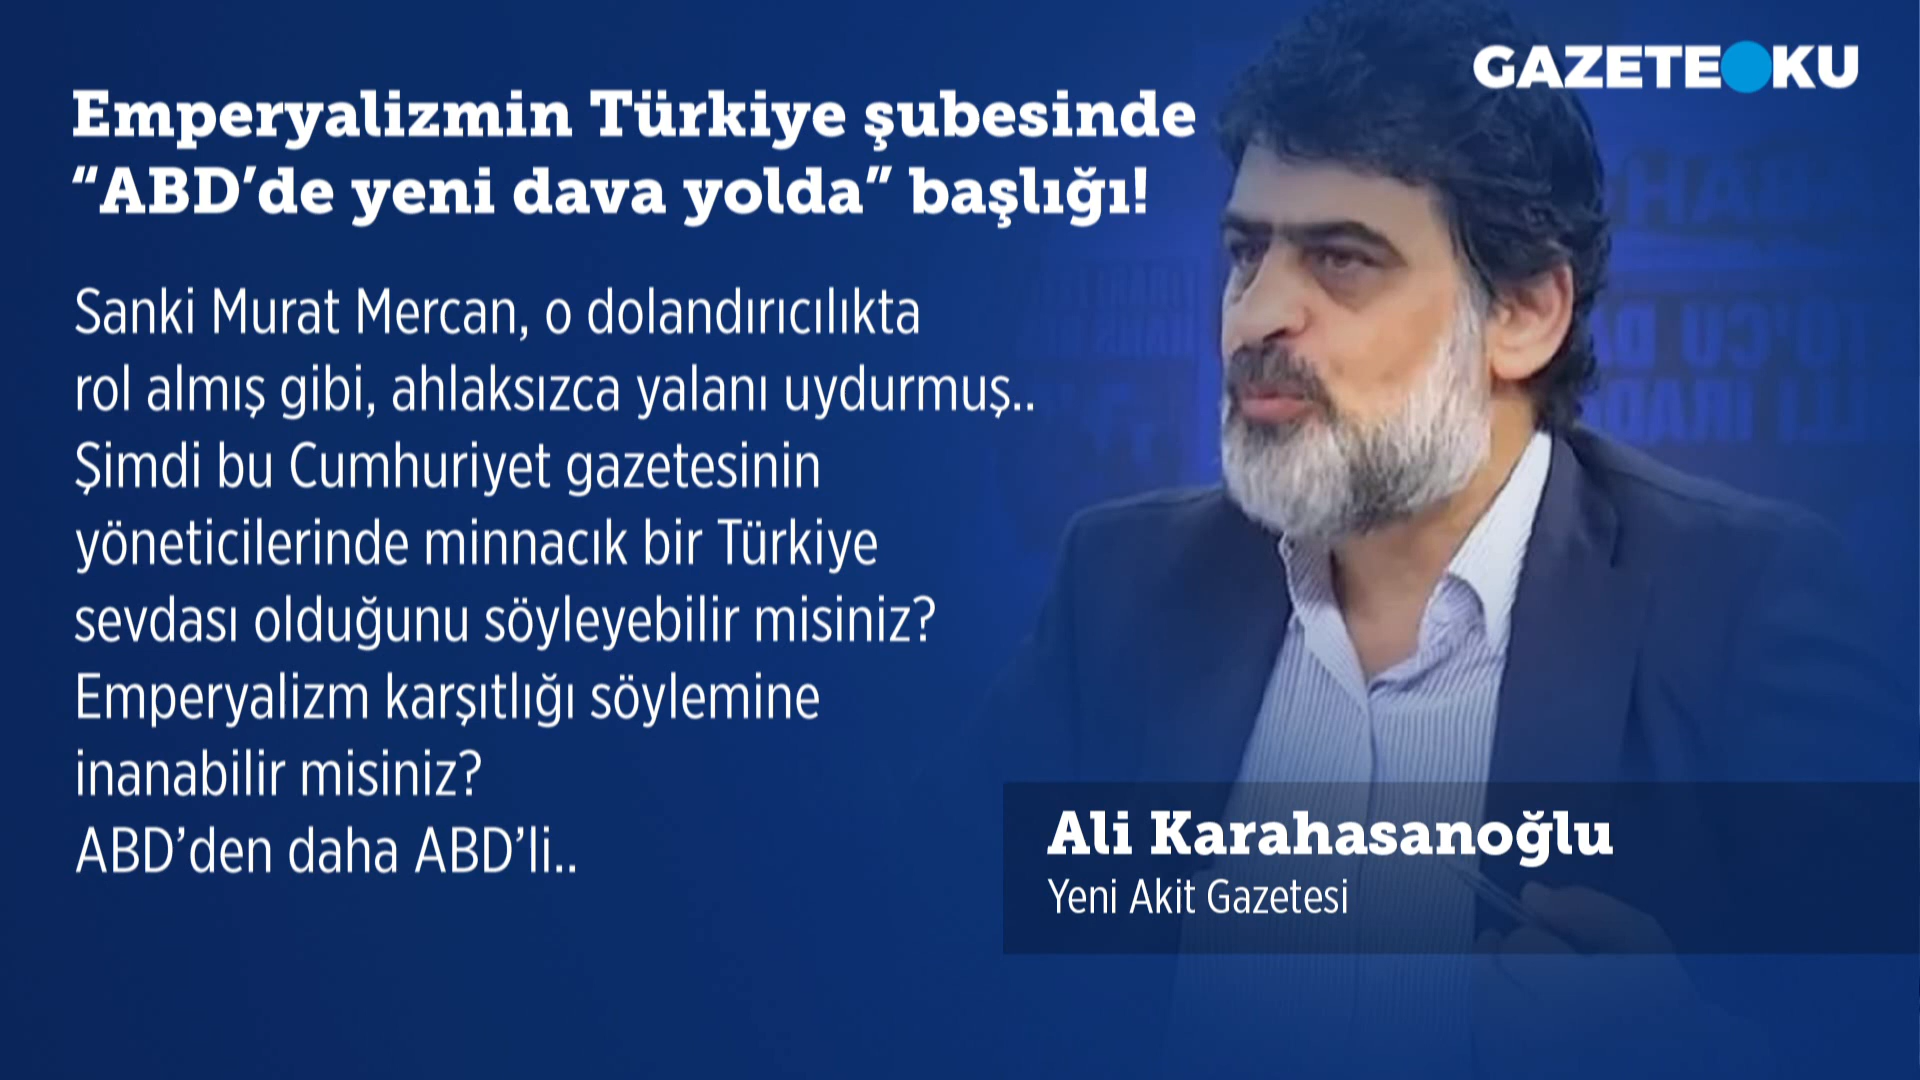 GAZETE KU
Emperyalizmin Türkiye şubesinde
“ABD’de yeni dava yolda” başlığı!
Sanki Murat Mercan, o dolandırıcılıkta
rol almış gibi, ahlaksızca yalanı uydurmuş..
Şimdi bu Cumhuriyet gazetesinin
yöneticilerinde minnacık bir Türkiye
sevdası olduğunu söyleyebilir misiniz?
Emperyalizm karşıtlığı söylemine
inanabilir misiniz?
ABD’den daha ABD’li..
Ali Karahasanoğlu
Yeni Akit Gazetesi